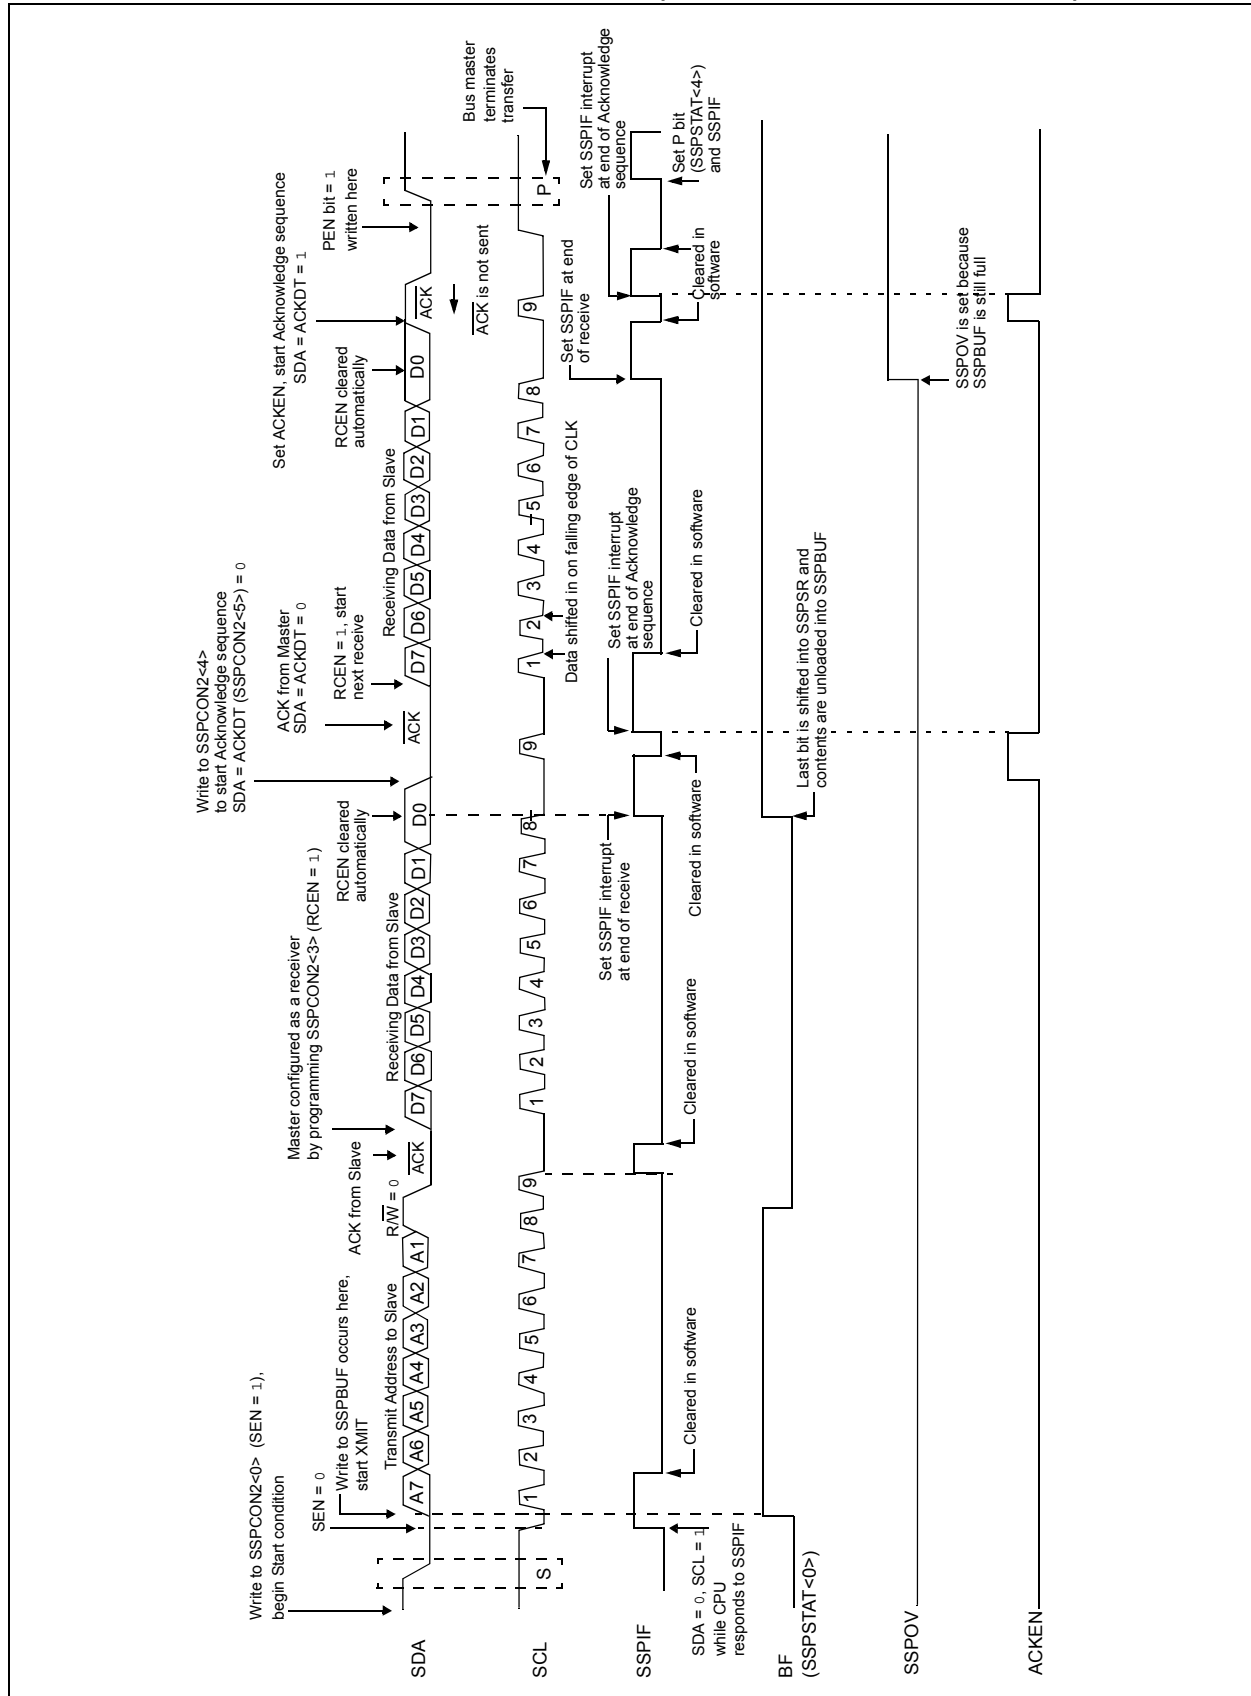 Write to SSPCON2<0> (SEN = 1),
begin Start condition
SEN = 0
Write to SSPBUF occurs here,
start XMIT
Transmit Address to Slave
R/W = 0
ACK from Slave
Master configured as a receiver
by programming SSPCON2<3> (RCEN = 1)
Receiving Data from Slave
RCEN cleared
automatically
Write to SSPCON2<4>
to start Acknowledge sequence
SDA = ACKDT (SSPCON2<5>) = 0
ACK from Master
SDA = ACKDT = 0
RCEN = 1, start
next receive
Receiving Data from Slave
RCEN cleared
automatically
Set ACKEN, start Acknowledge sequence
SDA = ACKDT = 1
PEN bit = 1
written here
Bus master
terminates
transfer
SDA
A7 A6 A5 A4 A3 A2 A1
ACK
D7 D6 D5 D4 D3 D2 D1 D0
ACK
D7 D6 D5 D4 D3 D2 D1 D0
ACK
ACK is not sent
SCL
S
1 2 3 4 5 6 7 8 9
1 2 3 4 5 6 7 8
9
1 2 3 4 5 6 7 8
9
P
Data shifted in on falling edge of CLK
Set SSPIF at end
of receive
Set SSPIF interrupt
at end of Acknowledge
sequence
Set SSPIF interrupt
at end of receive
Set SSPIF interrupt
at end of Acknowledge
sequence
SSPIF
SDA = 0, SCL = 1
while CPU
responds to SSPIF
Cleared in software
Cleared in software
Cleared in software
Cleared in software
Cleared in
software
Set P bit
(SSPSTAT<4>)
and SSPIF
BF
(SSPSTAT<0>)
Last bit is shifted into SSPSR and
contents are unloaded into SSPBUF
SSPOV
SSPOV is set because
SSPBUF is still full
ACKEN